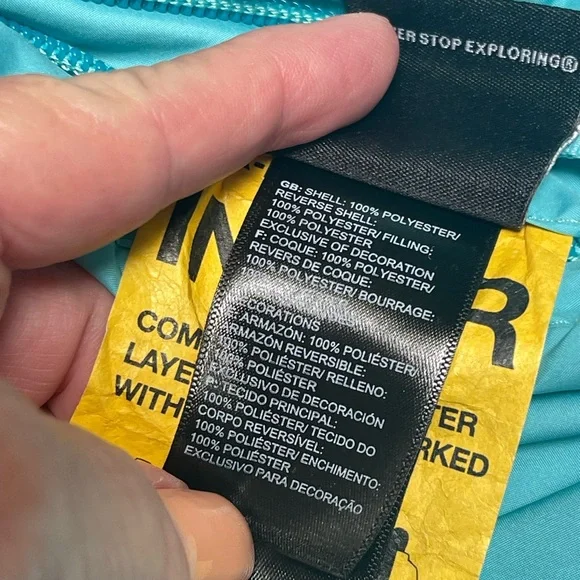 ER STOP EXPLORING®
GB: SHELL: 100% POLYESTER/
REVERSE SHELL:
100% POLYESTER/ FILLING:
100% POLYESTER
EXCLUSIVE OF DECORATION
F: COQUE: 100% POLYESTER/
REVERS DE COQUE:
100% POLYESTER/ BOURRAGE:
CORATIONS
ARMAZÓN: 100% POLIÉSTER/
ARMAZÓN REVERSIBLE:
100% POLIÉSTER/ RELLENO:
100% POLIÉSTER
EXCLUSIVO DE DECORACIÓN
P: TECIDO PRINCIPAL:
100% POLIÉSTER/ TECIDO DO
CORPO REVERSÍVEL:
100% POLIÉSTER/ ENCHIMENTO:
100% POLIÉSTER
EXCLUSIVO PARA DECORAÇÃO
IN R
COM
LAYE TER
WITH RKED